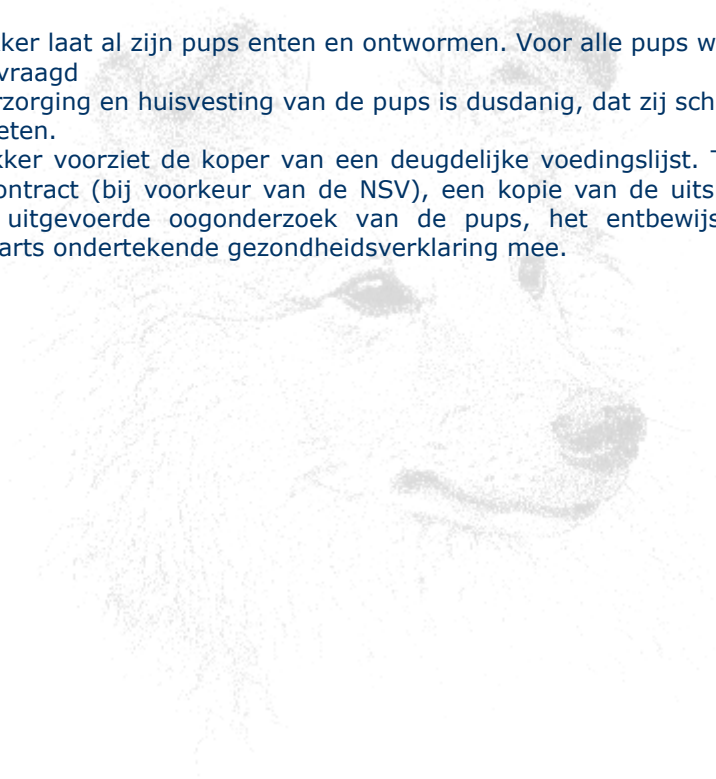 ker laat al zijn pups enten en ontwormen. Voor alle pups w
vraagd
rzorging en huisvesting van de pups is dusdanig, dat zij sch
eten.
kker voorziet de koper van een deugdelijke voedingslijst. T
ontract (bij voorkeur van de NSV), een kopie van de uits
uitgevoerde oogonderzoek van de pups, het entbewijs
arts ondertekende gezondheidsverklaring mee.